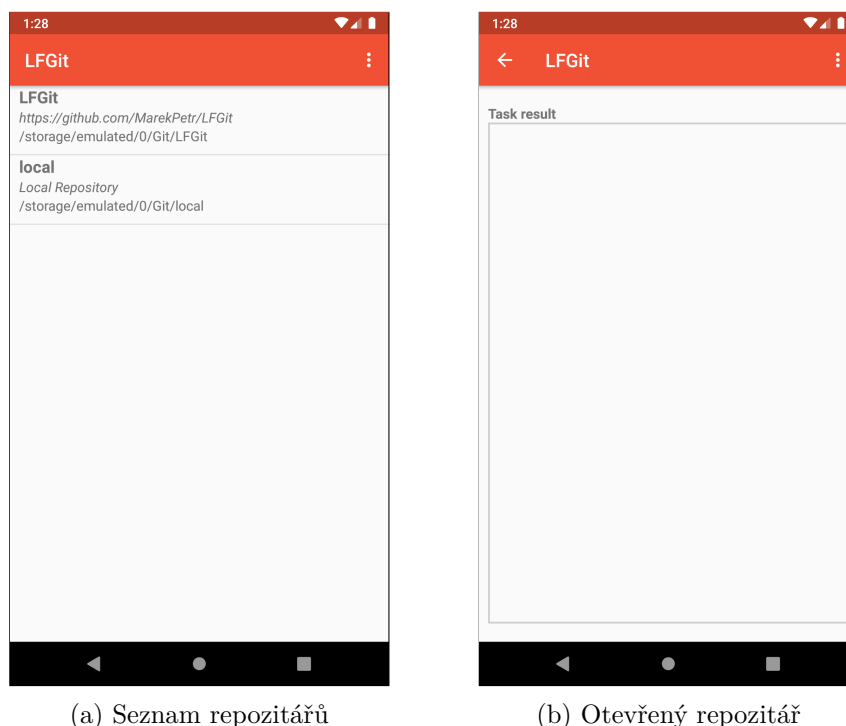 1:28
LFGit
LFGit
https://github.com/MarekPetr/LFGit
/storage/emulated/0/Git/LFGit
local
Local Repository
/storage/emulated/0/Git/local
(a) Seznam repozitářů
1:28
LFGit
Task result
(b) Otevřený repozitář